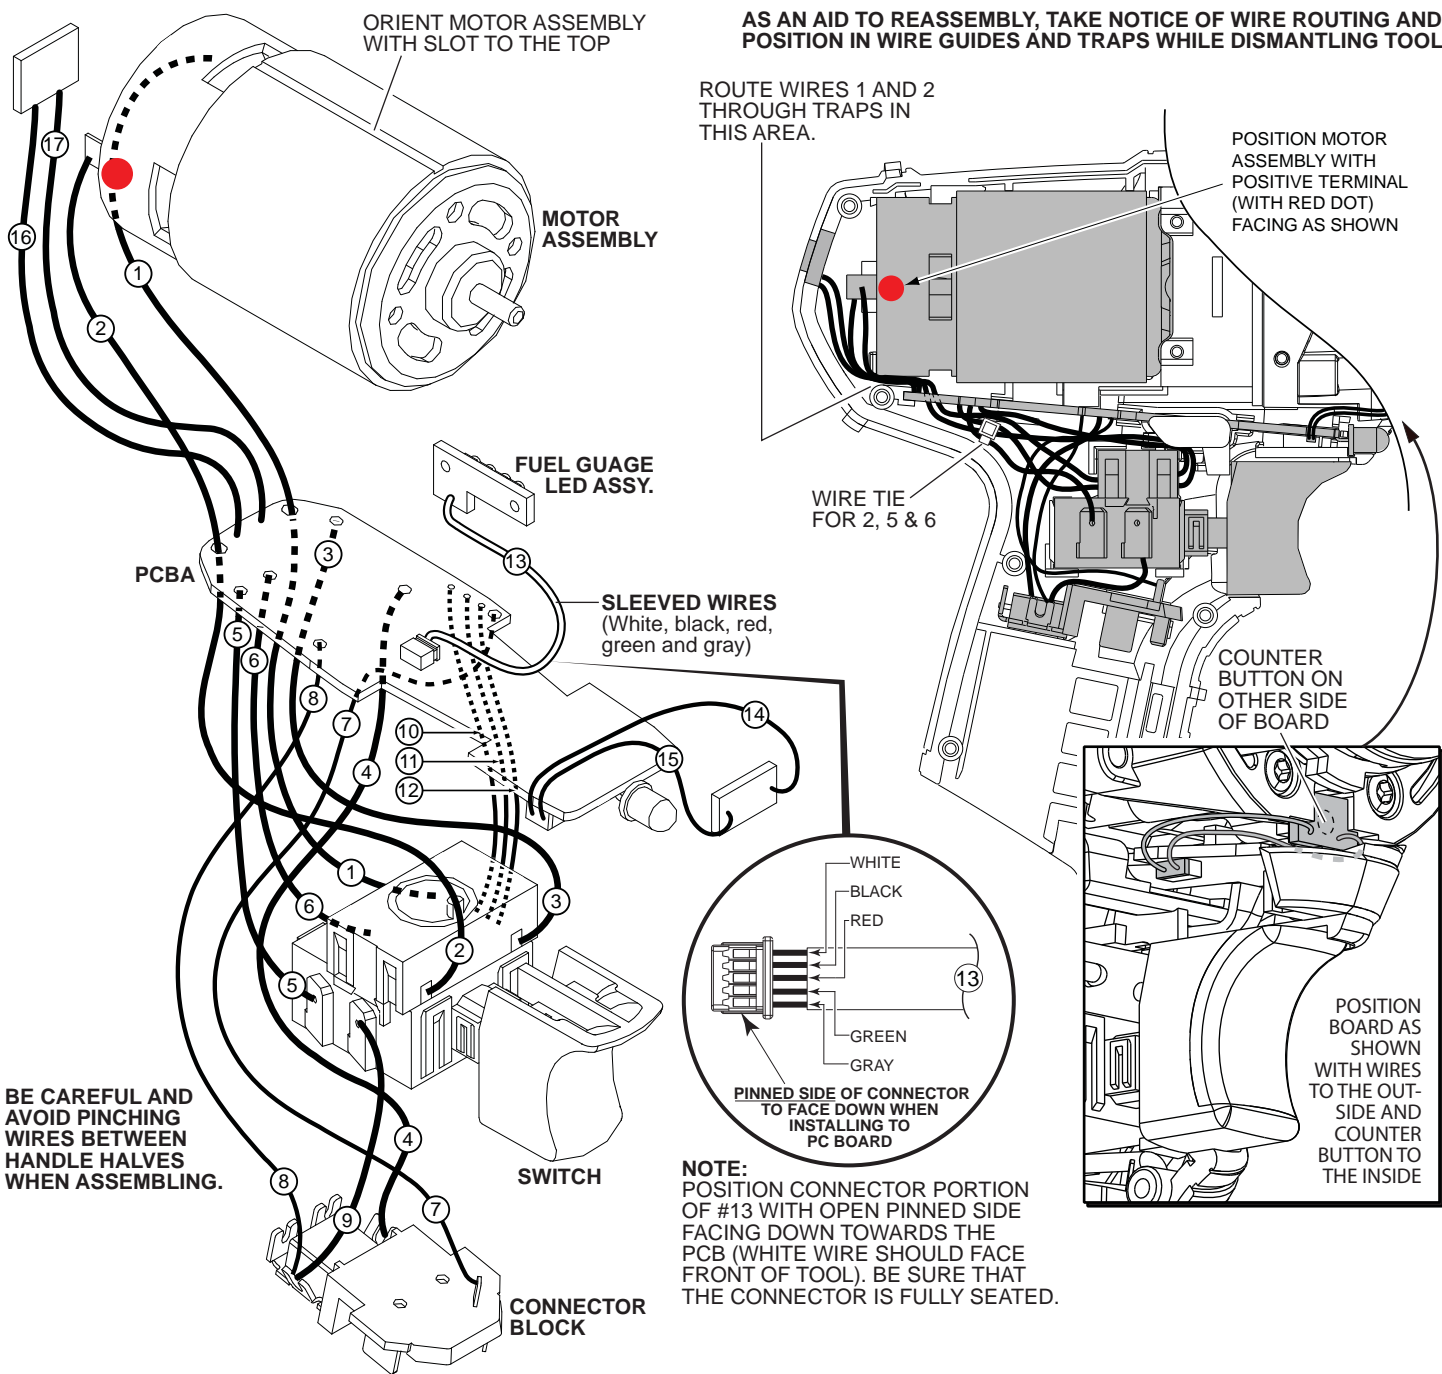 ORIENT MOTOR ASSEMBLY
WITH SLOT TO THE TOP
AS AN AID TO REASSEMBLY, TAKE NOTICE OF WIRE ROUTING AND
POSITION IN WIRE GUIDES AND TRAPS WHILE DISMANTLING TOOL
ROUTE WIRES 1 AND 2
THROUGH TRAPS IN
THIS AREA.
POSITION MOTOR
ASSEMBLY WITH
POSITIVE TERMINAL
(WITH RED DOT)
FACING AS SHOWN
17
16
1
2
MOTOR
ASSEMBLY
FUEL GUAGE
LED ASSY.
WIRE TIE
FOR 2, 5 & 6
3
13
PCBA
SLEEVED WIRES
(White, black, red,
green and gray)
5
6
8
7
4
10
11
12
14
15
COUNTER
BUTTON ON
OTHER SIDE
OF BOARD
1
6
3
2
5
WHITE
BLACK
RED
13
GREEN
GRAY
PINNED SIDE OF CONNECTOR
TO FACE DOWN WHEN
INSTALLING TO
PC BOARD
POSITION
BOARD AS
SHOWN
WITH WIRES
TO THE OUT-
SIDE AND
COUNTER
BUTTON TO
THE INSIDE
BE CAREFUL AND
AVOID PINCHING
WIRES BETWEEN
HANDLE HALVES
WHEN ASSEMBLING.
4
8
9
7
SWITCH
NOTE:
POSITION CONNECTOR PORTION
OF #13 WITH OPEN PINNED SIDE
FACING DOWN TOWARDS THE
PCB (WHITE WIRE SHOULD FACE
FRONT OF TOOL). BE SURE THAT
THE CONNECTOR IS FULLY SEATED.
CONNECTOR
BLOCK